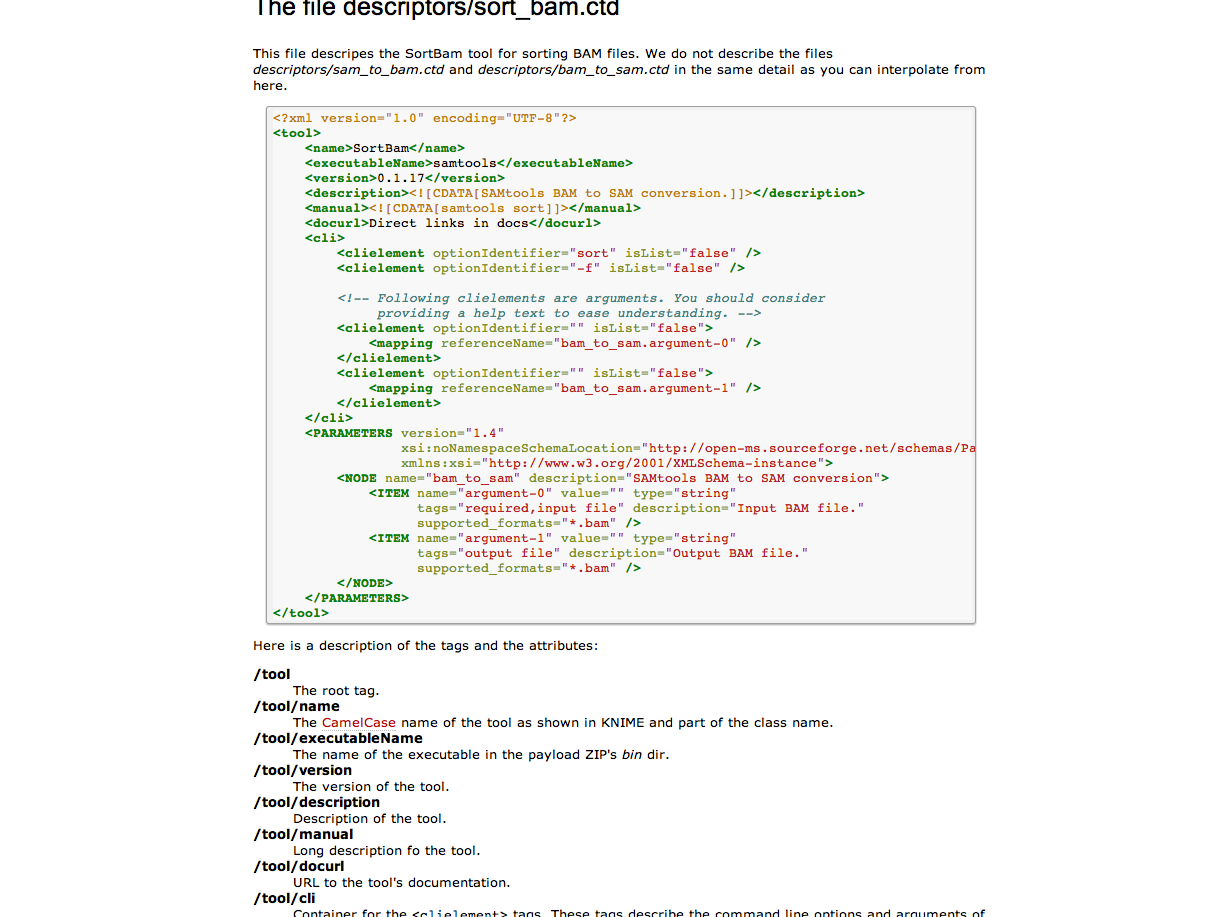 The file descriptors/sort_bam.ctd
This file descripes the SortBam tool for sorting BAM files. We do not describe the files
descriptors/sam_to_bam.ctd and descriptors/bam_to_sam.ctd in the same detail as you can interpolate from
here.
<?xml version="1.0" encoding="UTF-8"?>
<tool>
    <name>SortBam</name>
    <executableName>samtools</executableName>
    <version>0.1.17</version>
    <description><![CDATA[SAMtools BAM to SAM conversion.]]></description>
    <manual><![CDATA[samtools sort]]></manual>
    <docurl>Direct links in docs</docurl>
    <cli>
        <clielement optionIdentifier="sort" isList="false" />
        <clielement optionIdentifier="-f" isList="false" />
        <!-- Following clielements are arguments. You should consider
             providing a help text to ease understanding. -->
        <clielement optionIdentifier="" isList="false">
            <mapping referenceName="bam_to_sam.argument-0" />
        </clielement>
        <clielement optionIdentifier="" isList="false">
            <mapping referenceName="bam_to_sam.argument-1" />
        </clielement>
    </cli>
    <PARAMETERS version="1.4"
                xsi:noNamespaceSchemaLocation="http://open-ms.sourceforge.net/schemas/Pa
                xmlns:xsi="http://www.w3.org/2001/XMLSchema-instance">
        <NODE name="bam_to_sam" description="SAMtools BAM to SAM conversion">
            <ITEM name="argument-0" value="" type="string"
                  tags="required,input file" description="Input BAM file."
                  supported_formats="*.bam" />
            <ITEM name="argument-1" value="" type="string"
                  tags="output file" description="Output BAM file."
                  supported_formats="*.bam" />
        </NODE>
    </PARAMETERS>
</tool>
Here is a description of the tags and the attributes:
/tool
The root tag.
/tool/name
The CamelCase name of the tool as shown in KNIME and part of the class name.
/tool/executableName
The name of the executable in the payload ZIP's bin dir.
/tool/version
The version of the tool.
/tool/description
Description of the tool.
/tool/manual
Long description fo the tool.
/tool/docurl
URL to the tool's documentation.
/tool/cli
Container for the <clielement> tags. These tags describe the command line options and arguments of